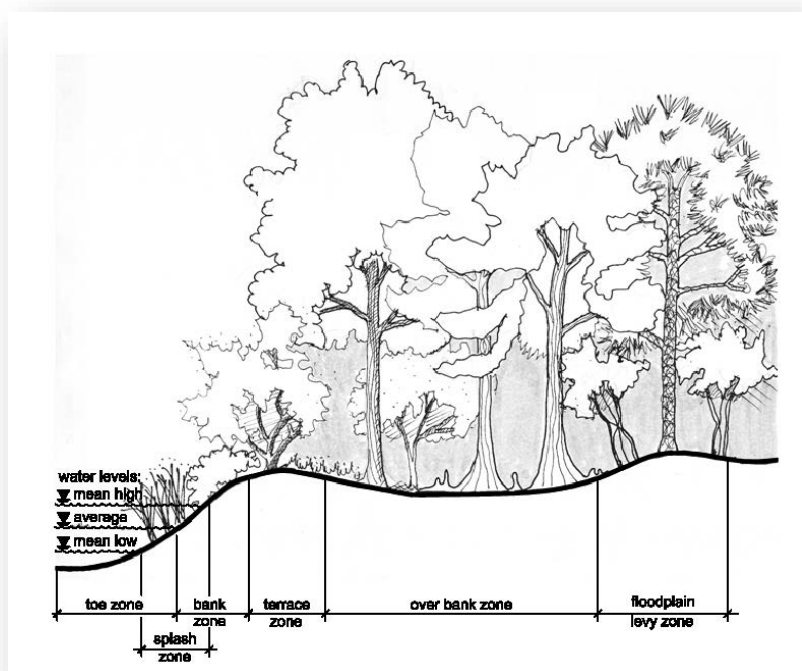 water levels:
mean high
average
mean low
toe zone
bank
zone
terrace
zone
over bank zone
floodplain
levy zone
splash
zone